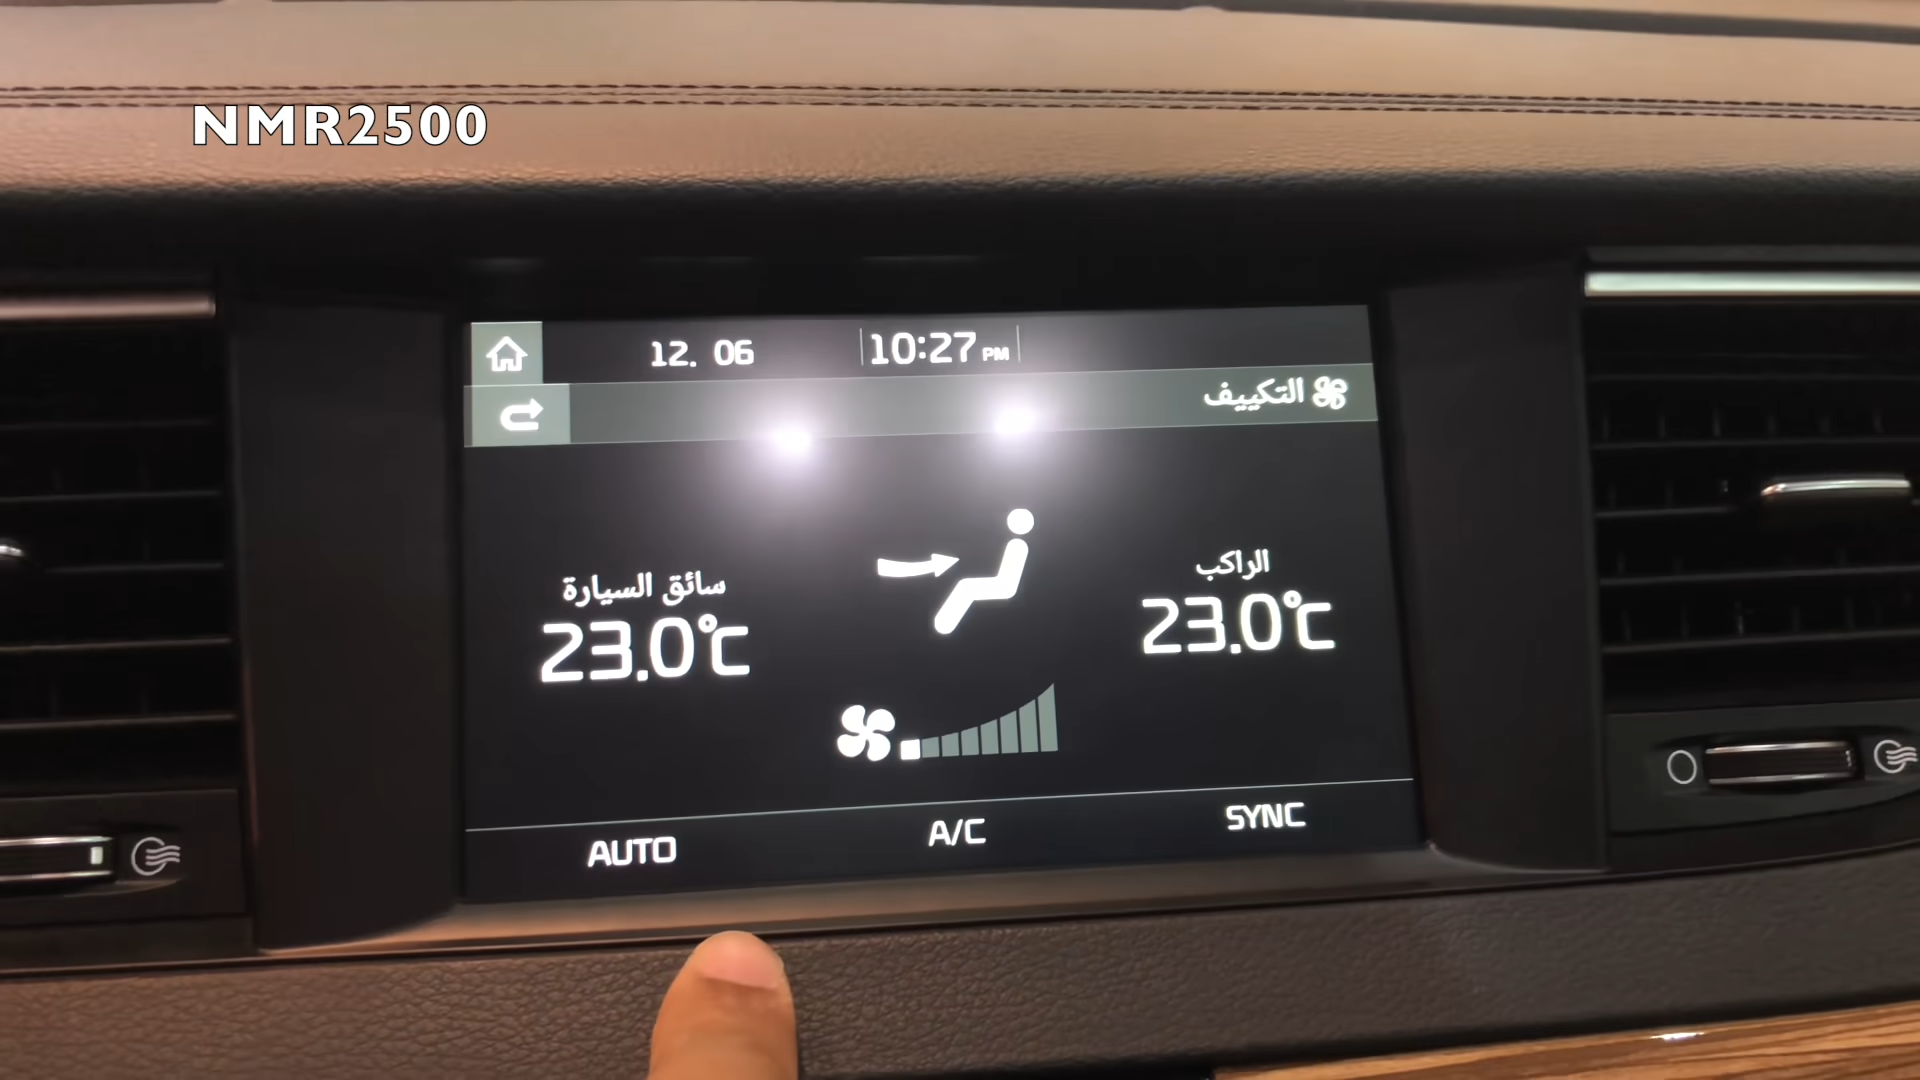 NMR2500
12. 06
10:27 PM
التكييف
سائق السيارة
23.0°C
الراكب
23.0°C
AUTO
A/C
SYNC